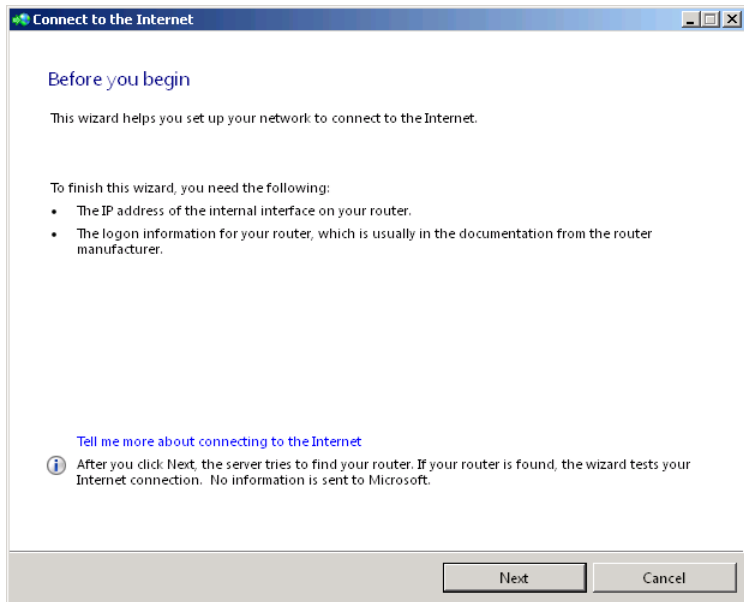 Connect to the Internet
Before you begin
This wizard helps you set up your network to connect to the Internet.
To finish this wizard, you need the following:
• The IP address of the internal interface on your router.
• The logon information for your router, which is usually in the documentation from the router
manufacturer.
Tell me more about connecting to the Internet
After you click Next, the server tries to find your router. If your router is found, the wizard tests your
Internet connection.  No information is sent to Microsoft.
Next Cancel